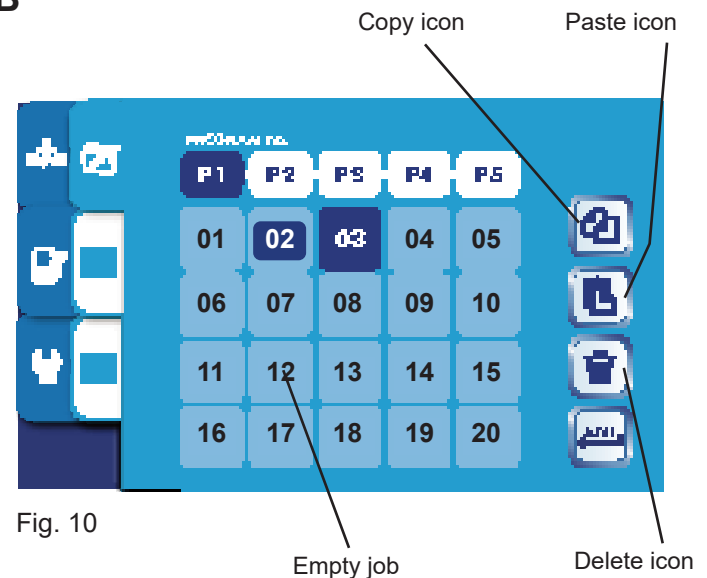 B
Copy icon Paste icon
P1 P2 P3 P4 P5
01 02 03 04 05
06 07 08 09 10
11 12 13 14 15
16 17 18 19 20
Fig. 10
Empty job Delete icon